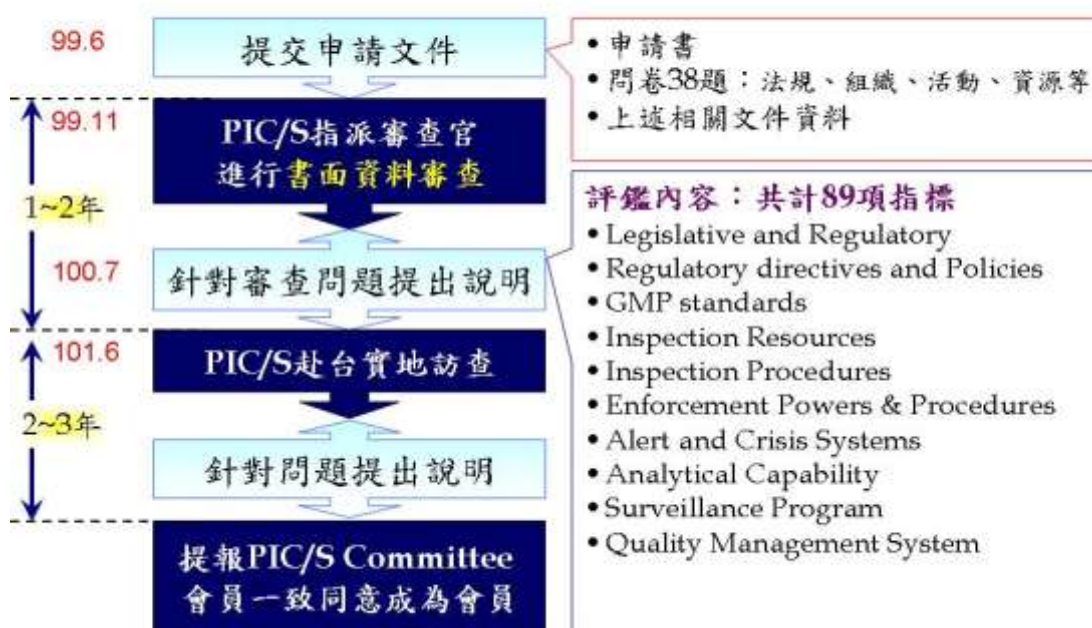 99.6
提交申請文件
• 申請書
• 問卷38題：法規、組織、活動、資源等
• 上述相關文件資料
99.11
PIC/S指派審查官
進行書面資料審查
1~2年
100.7
針對審查問題提出說明
評鑑內容：共計89項指標
• Legislative and Regulatory
• Regulatory directives and Policies
• GMP standards
• Inspection Resources
• Inspection Procedures
• Enforcement Powers & Procedures
• Alert and Crisis Systems
• Analytical Capability
• Surveillance Program
• Quality Management System
101.6
PIC/S赴台實地訪查
2~3年
針對問題提出說明
提報PIC/S Committee
會員一致同意成為會員